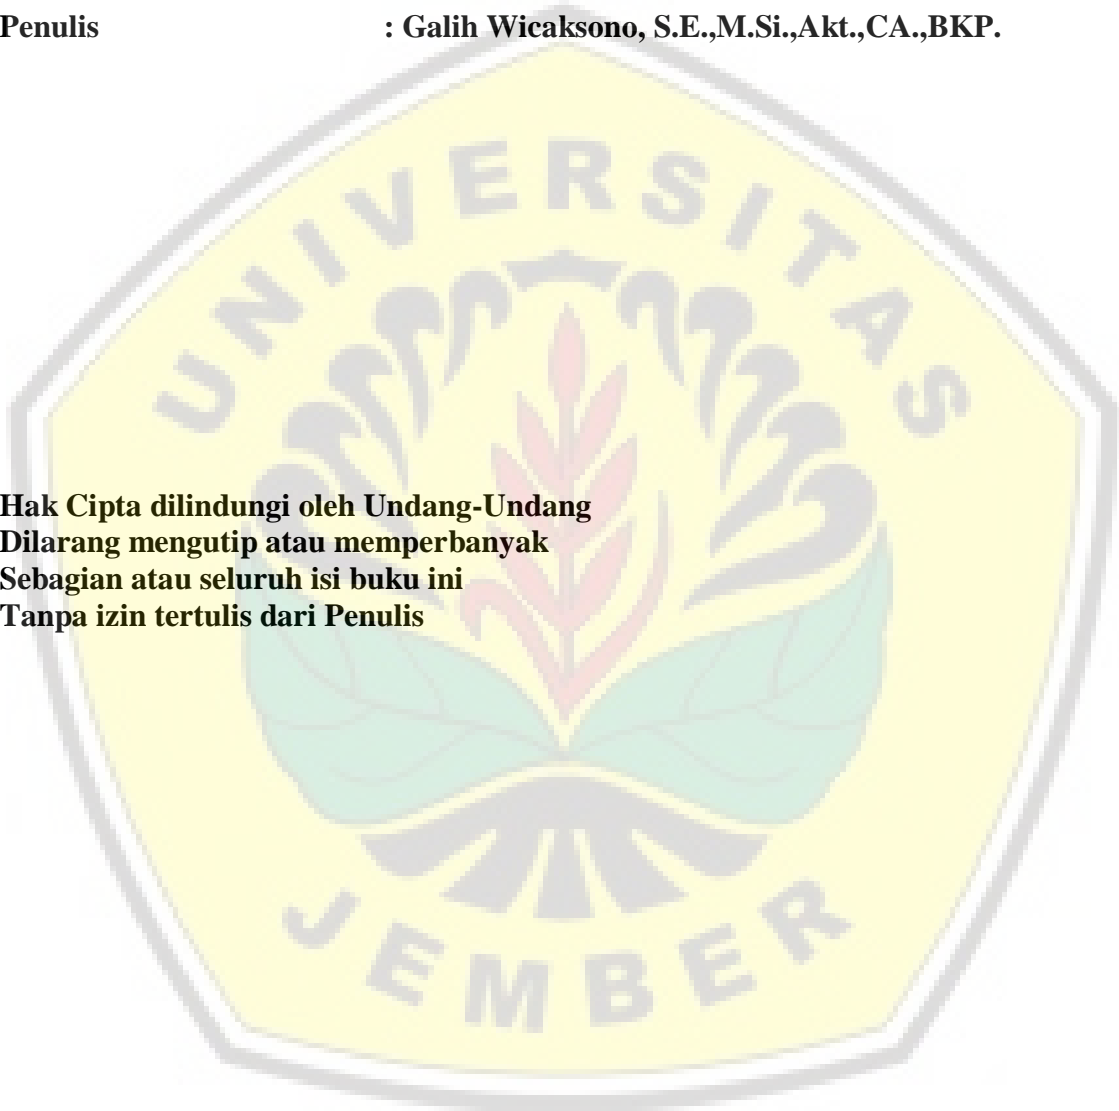 Penulis : Galih Wicaksono, S.E.,M.Si.,Akt.,CA.,BKP.
UNIVERSITAS
Hak Cipta dilindungi oleh Undang-Undang
Dilarang mengutip atau memperbanyak
Sebagian atau seluruh isi buku ini
Tanpa izin tertulis dari Penulis
JEMBER